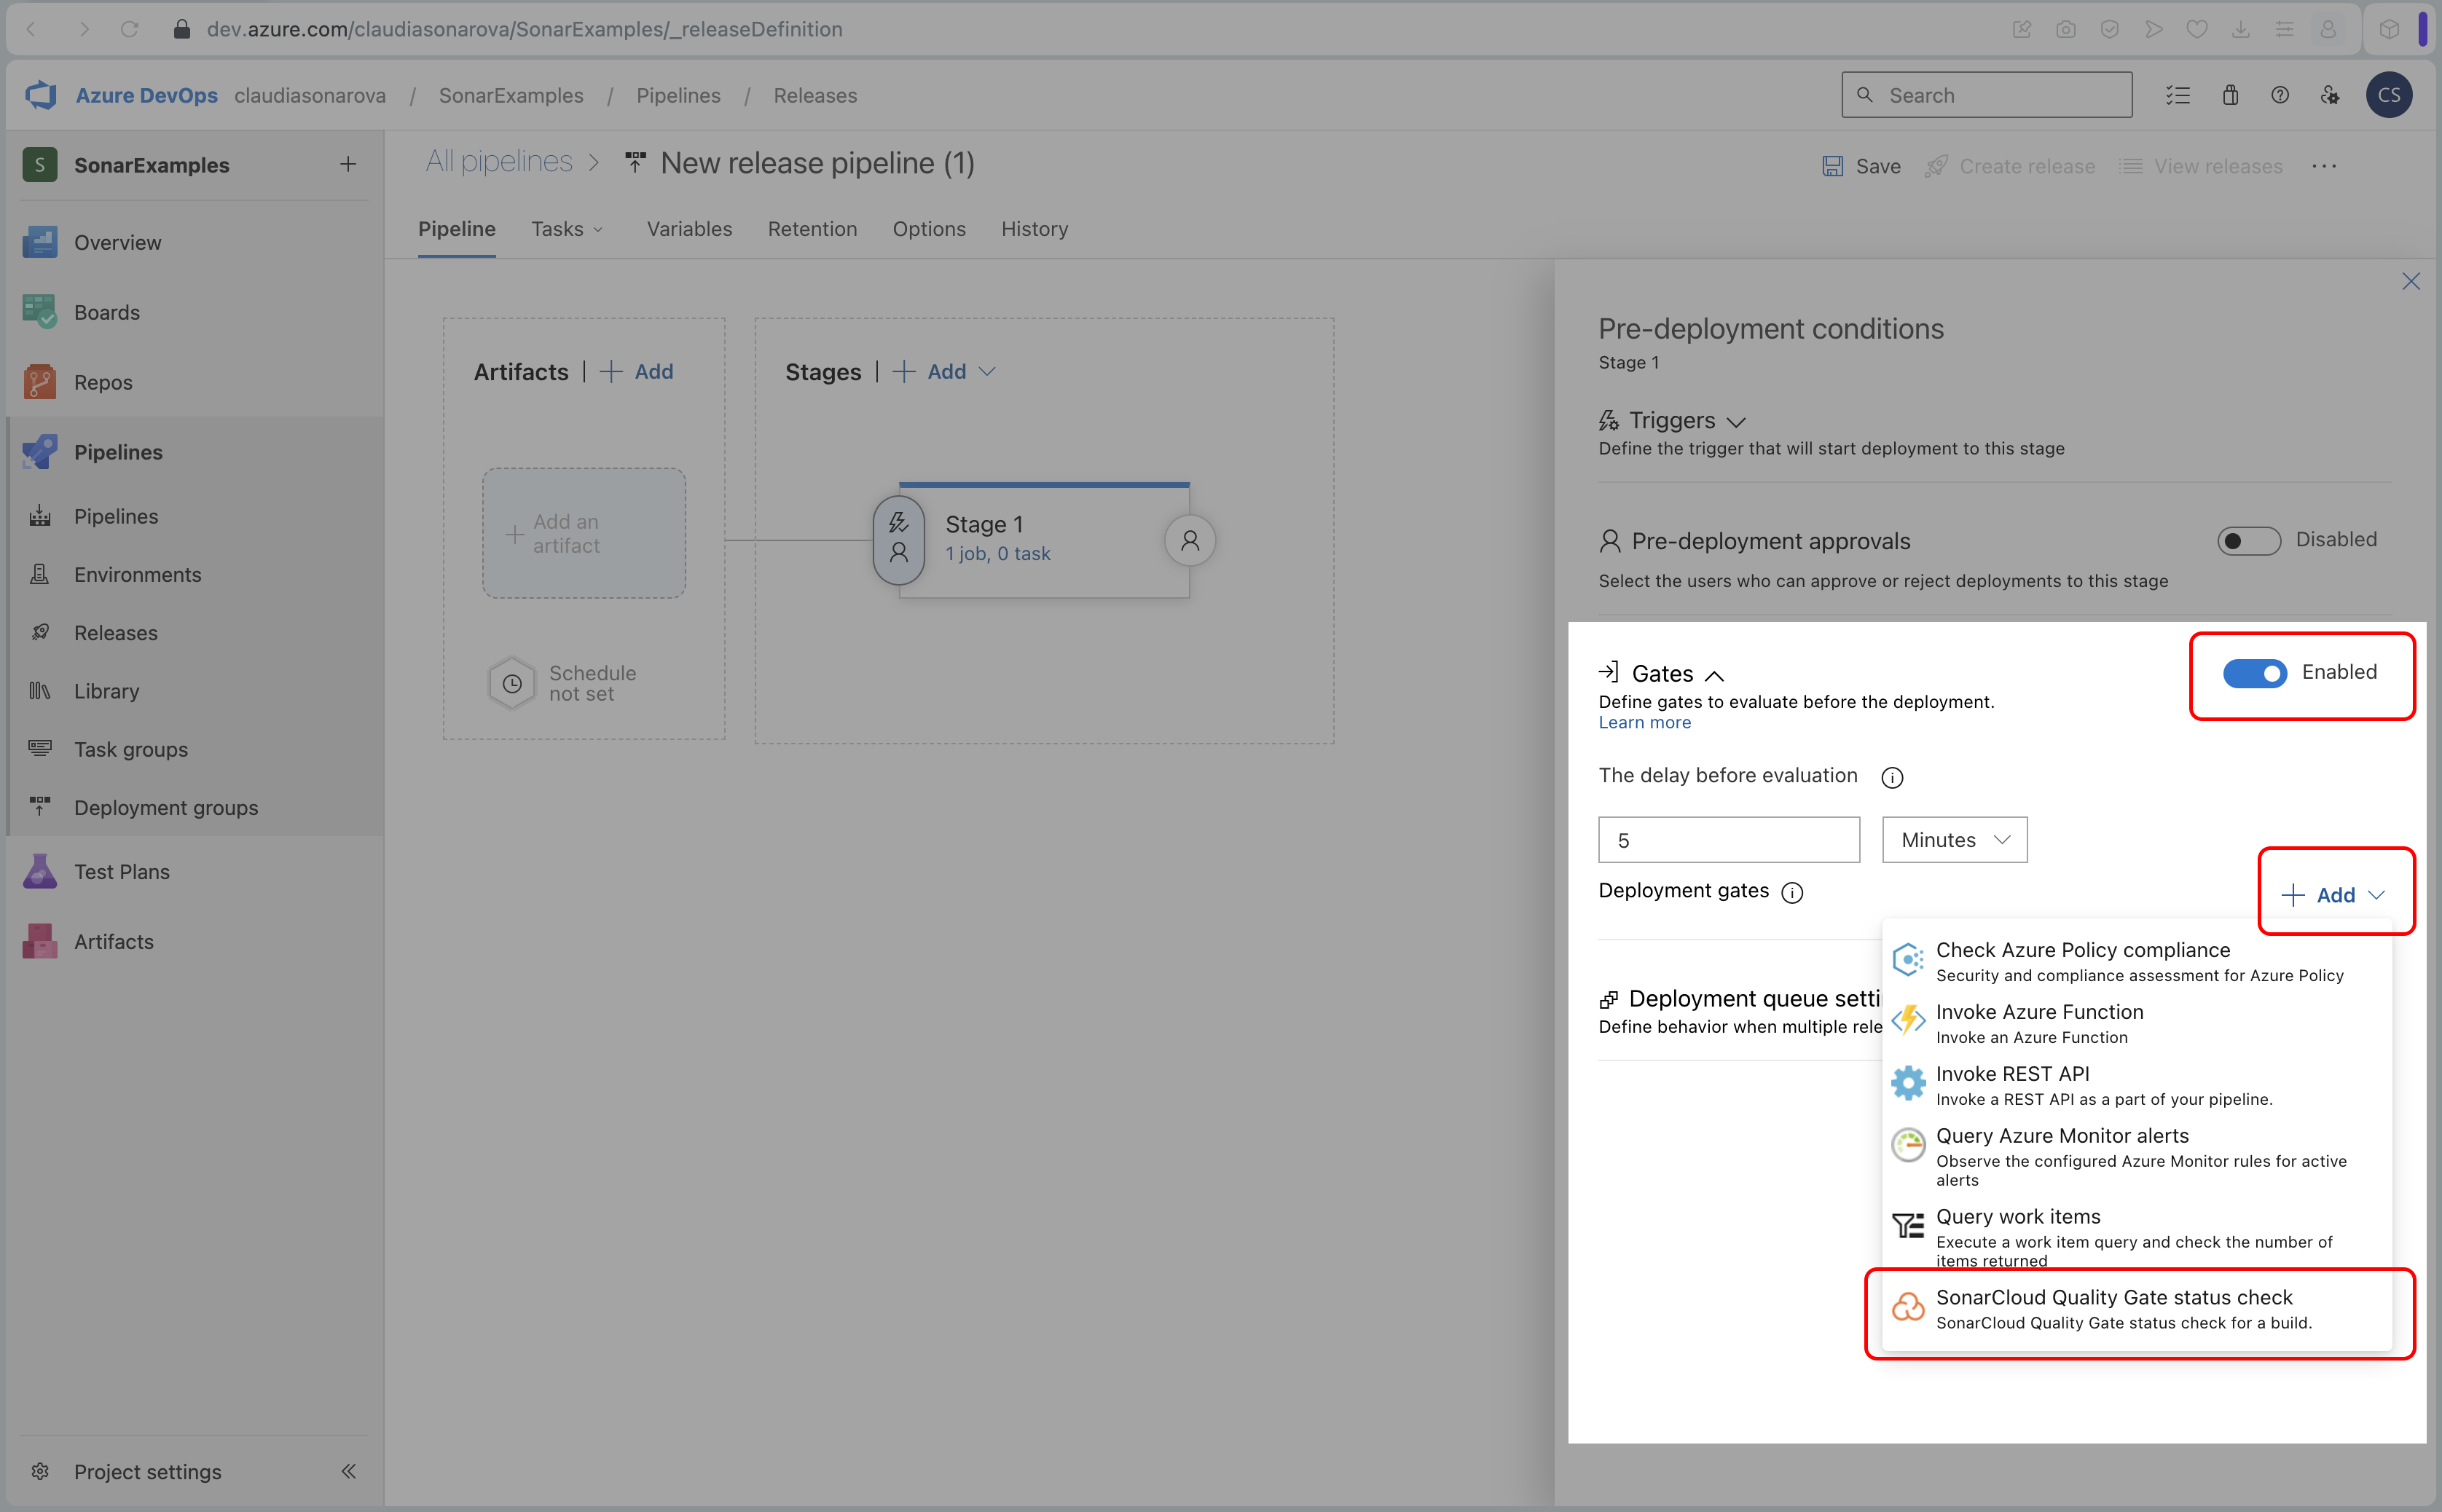 dev.azure.com/claudiasonarova/SonarExamples/_releaseDefinition
Azure DevOps claudiasonarova / SonarExamples / Pipelines / Releases
Search
CS
S SonarExamples
Overview
Boards
Repos
Pipelines
Pipelines
Environments
Releases
Library
Task groups
Deployment groups
Test Plans
Artifacts
Project settings
All pipelines > New release pipeline (1)
Save Create release View releases ...
Pipeline Tasks Variables Retention Options History
Artifacts | + Add
Add an
artifact
Schedule
not set
Stages | + Add
Stage 1
1 job, 0 task
Pre-deployment conditions
Stage 1
Triggers
Define the trigger that will start deployment to this stage
Pre-deployment approvals
Disabled
Select the users who can approve or reject deployments to this stage
Gates
Enabled
Define gates to evaluate before the deployment.
Learn more
The delay before evaluation
5 Minutes
Deployment gates
+ Add
Deployment queue setti
Define behavior when multiple rele
Check Azure Policy compliance
Security and compliance assessment for Azure Policy
Invoke Azure Function
Invoke an Azure Function
Invoke REST API
Invoke a REST API as a part of your pipeline.
Query Azure Monitor alerts
Observe the configured Azure Monitor rules for active
alerts
Query work items
Execute a work item query and check the number of
items returned
SonarCloud Quality Gate status check
SonarCloud Quality Gate status check for a build.